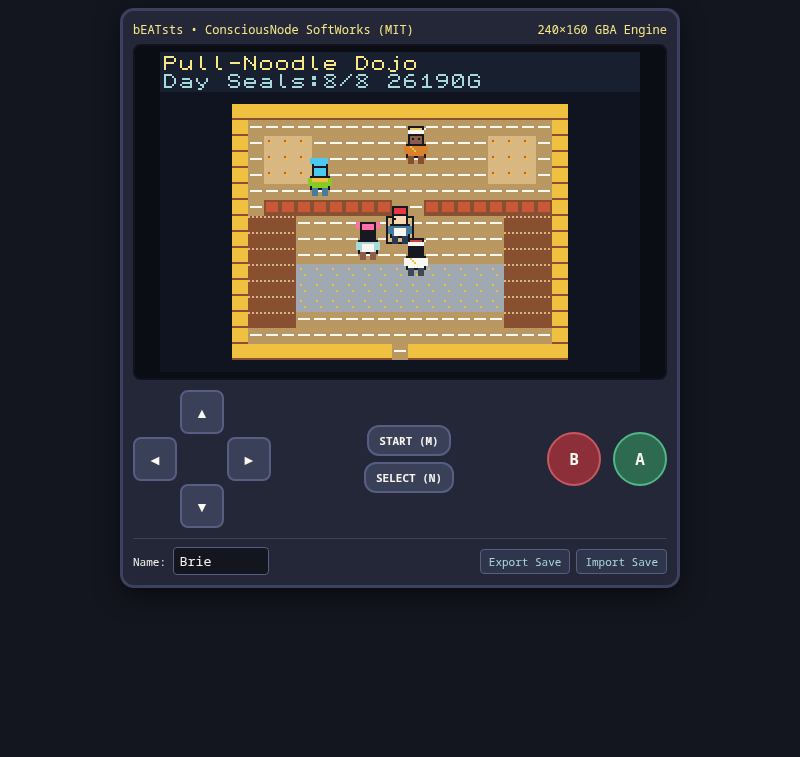 bEATsts • ConsciousNode SoftWorks (MIT)
240×160 GBA Engine
Pull-Noodle Dojo
Day Seals:8/8 26190G
▲
◄ ►
▼
START (M)
SELECT (N)
B A
Name: Brie
Export Save
Import Save